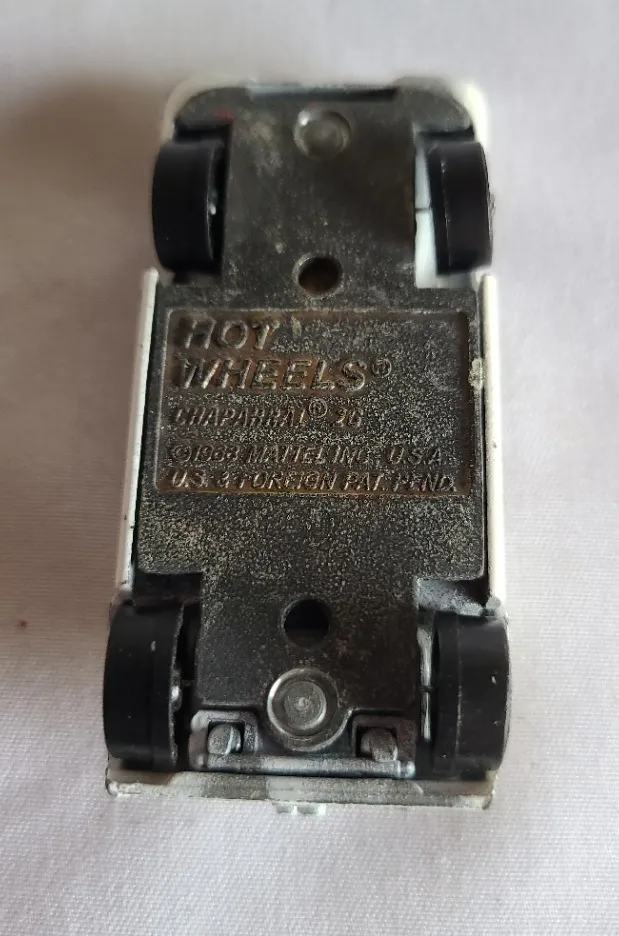 HOT
WHEELS®
CHAPARRAL® 2G
©1968 MATTEL INC. U.S.A.
U.S. & FOREIGN PAT. PEND.